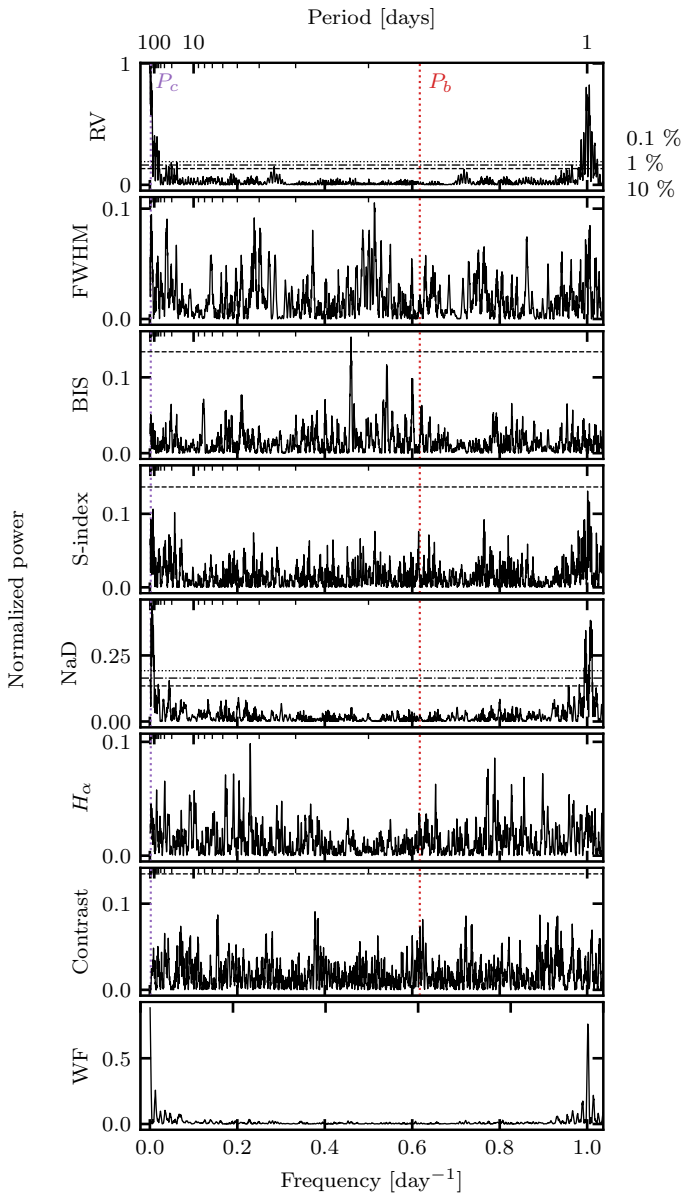 Period [days]
100 10 1
1
P_c P_b
RV
0.1 %
1 %
10 %
0
0.1
FWHM
0.0
0.1
BIS
0.0
0.1
S-index
0.0
Normalized power
0.25
NaD
0.00
0.1
H_α
0.0
0.1
Contrast
0.0
0.5
WF
0.0
0.0 0.2 0.4 0.6 0.8 1.0
Frequency [day⁻¹]